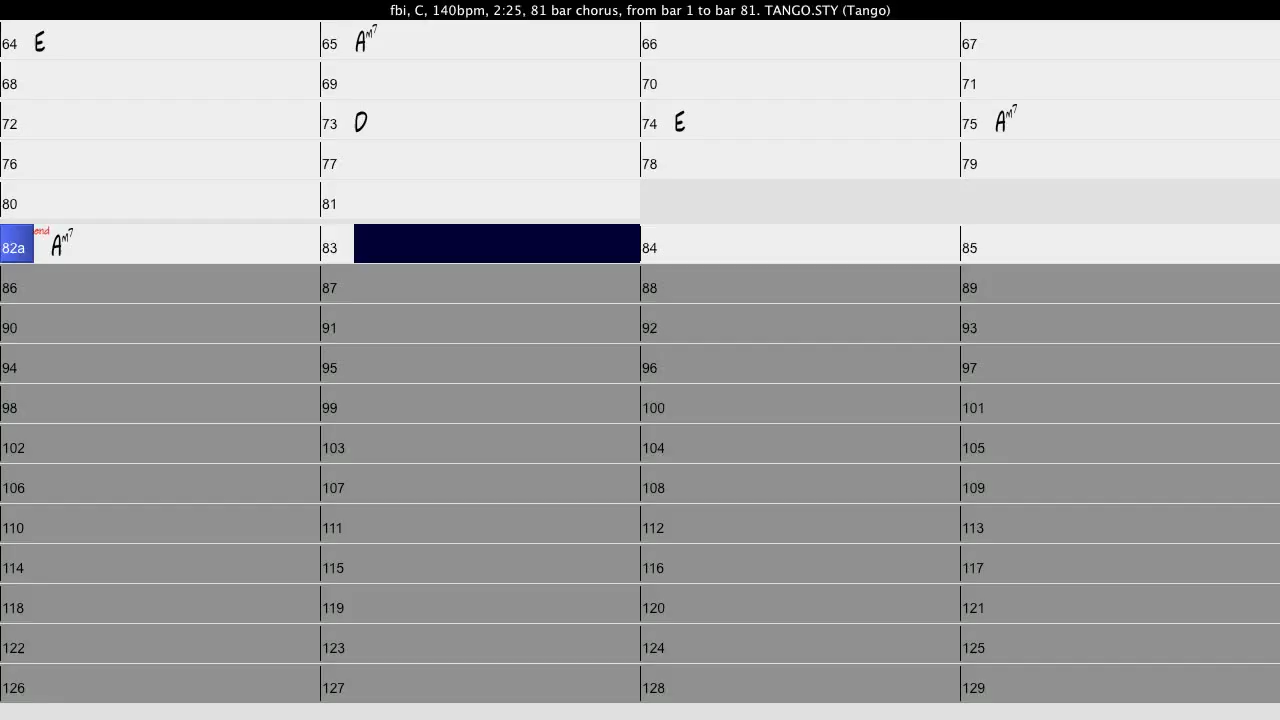 fbi, C, 140bpm, 2:25, 81 bar chorus, from bar 1 to bar 81. TANGO.STY (Tango)
64 E 65 Am7 66 67
68 69 70 71
72 73 D 74 E 75 Am7
76 77 78 79
80 81
82a end Am7 83 84 85
86 87 88 89
90 91 92 93
94 95 96 97
98 99 100 101
102 103 104 105
106 107 108 109
110 111 112 113
114 115 116 117
118 119 120 121
122 123 124 125
126 127 128 129